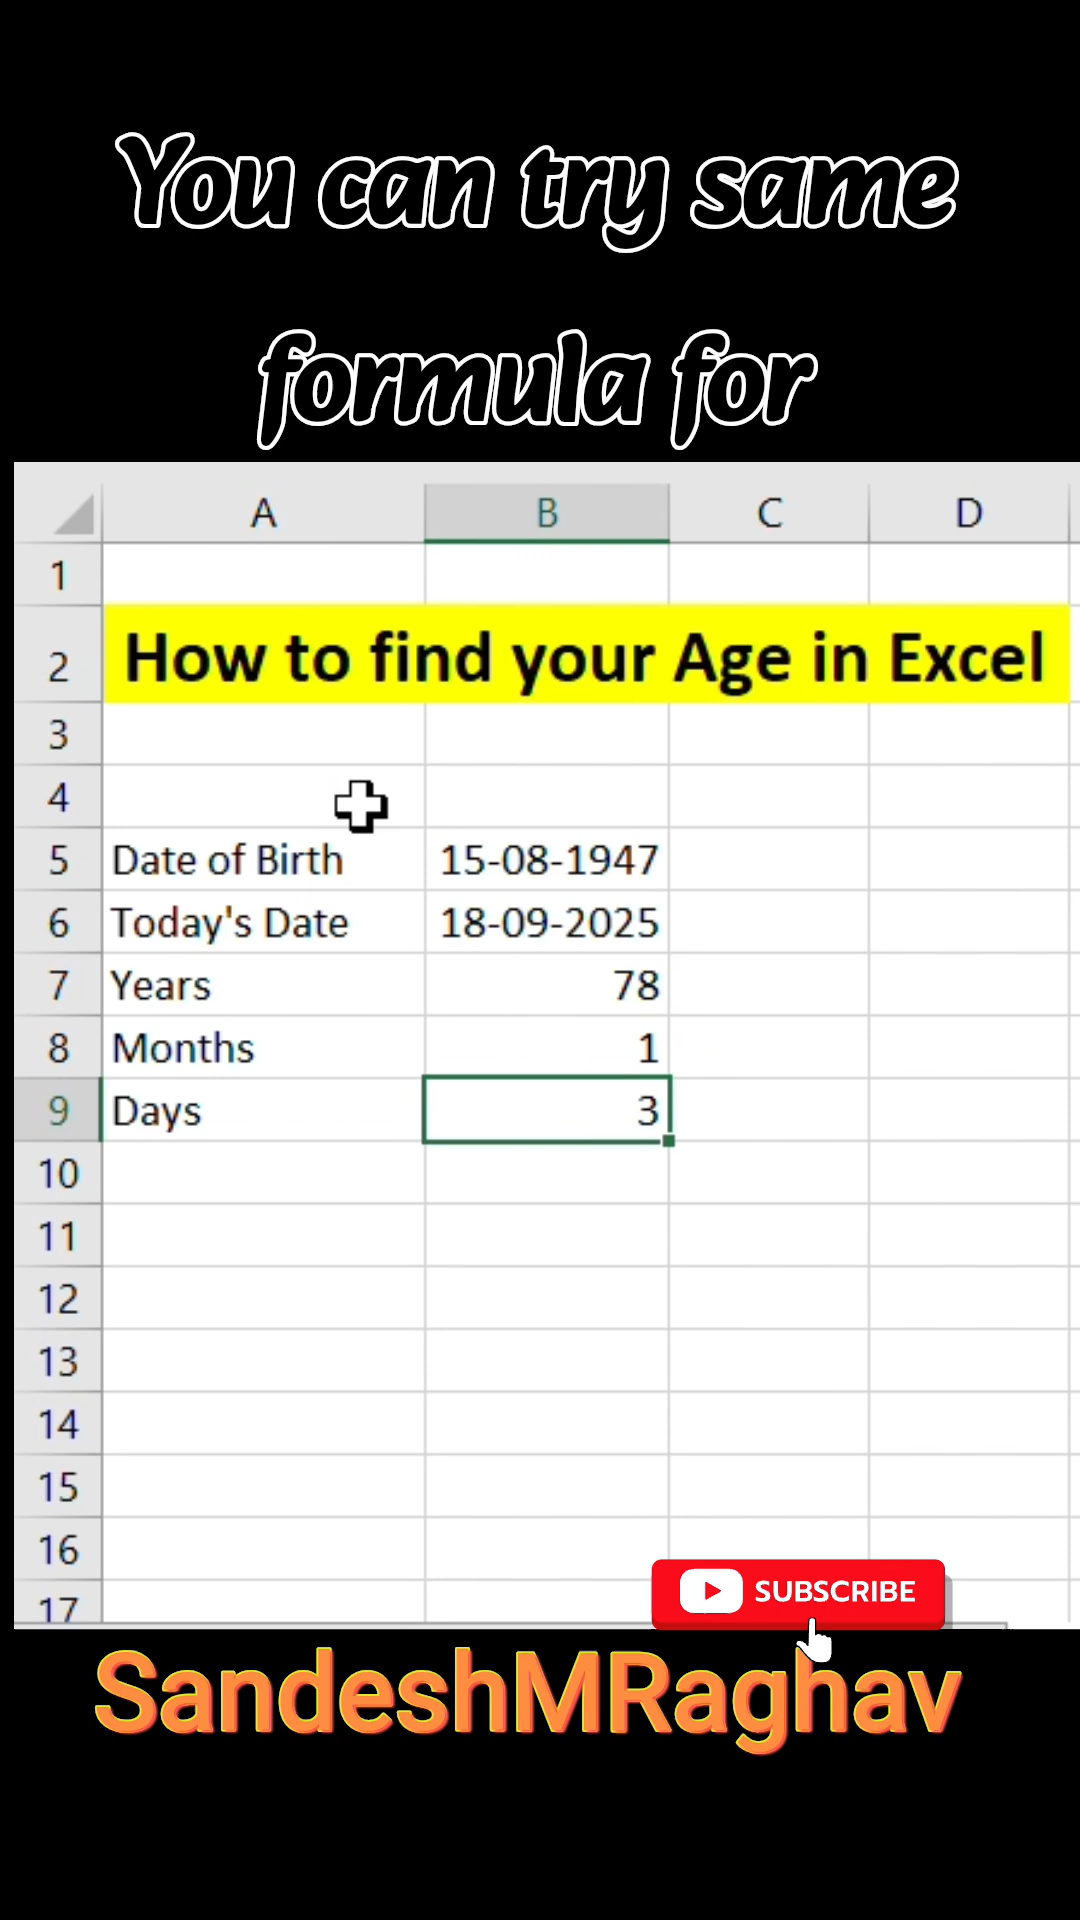 You can try same
formula for
A B C D
1
2 How to find your Age in Excel
3
4
5 Date of Birth 15-08-1947
6 Today's Date 18-09-2025
7 Years 78
8 Months 1
9 Days 3
10
11
12
13
14
15
16
17
SUBSCRIBE
SandeshMRaghav